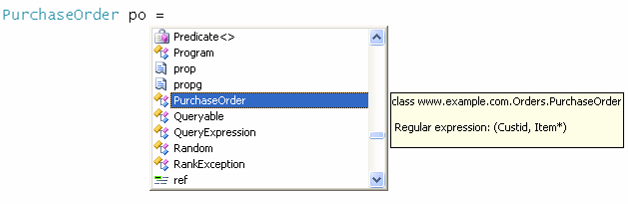 PurchaseOrder po =
Predicate<>
Program
prop
propg
PurchaseOrder
Queryable
QueryExpression
Random
RankException
ref
class www.example.com.Orders.PurchaseOrder
Regular expression: (Custid, Item*)